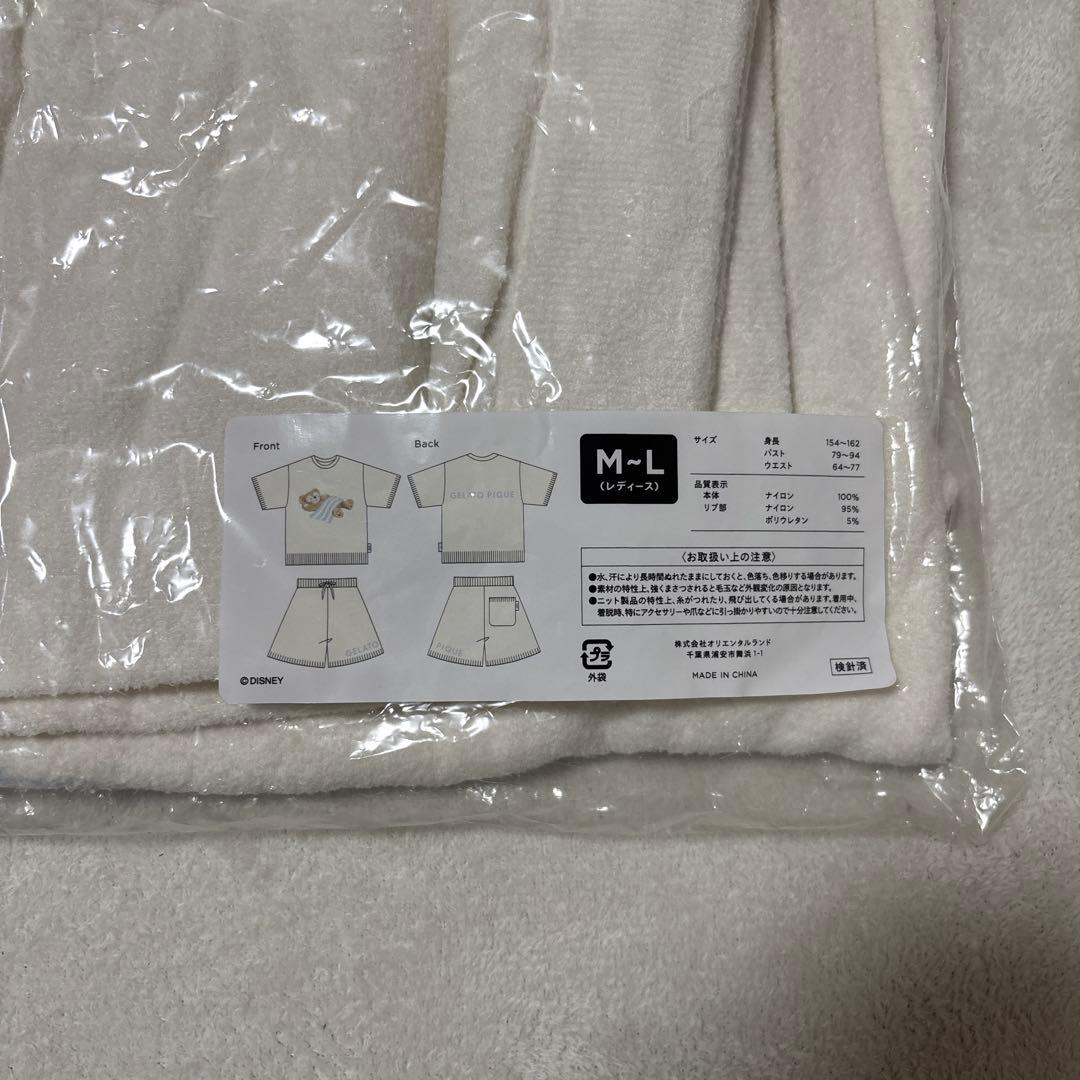 Front
Back
GELATO PIQUE
GELATO
PIQUE
©DISNEY
M~L
(レディース)
サイズ 身長 154~162
バスト 79~94
ウエスト 64~77
品質表示
本体 ナイロン 100%
リブ部 ナイロン 95%
ポリウレタン 5%
〈お取扱い上の注意〉
●水、汗により長時間ぬれたままにしておくと、色落ち、色移りする場合があります。
●素材の特性上、強くまさつされると毛玉など外観変化の原因となります。
●ニット製品の特性上、糸がつれたり、飛び出してくる場合があります。着用中、
着脱時、特にアクセサリーや爪などに引っ掛かりやすいので十分注意してください。
プラ
外袋
株式会社オリエンタルランド
千葉県浦安市舞浜1-1
MADE IN CHINA
検針済